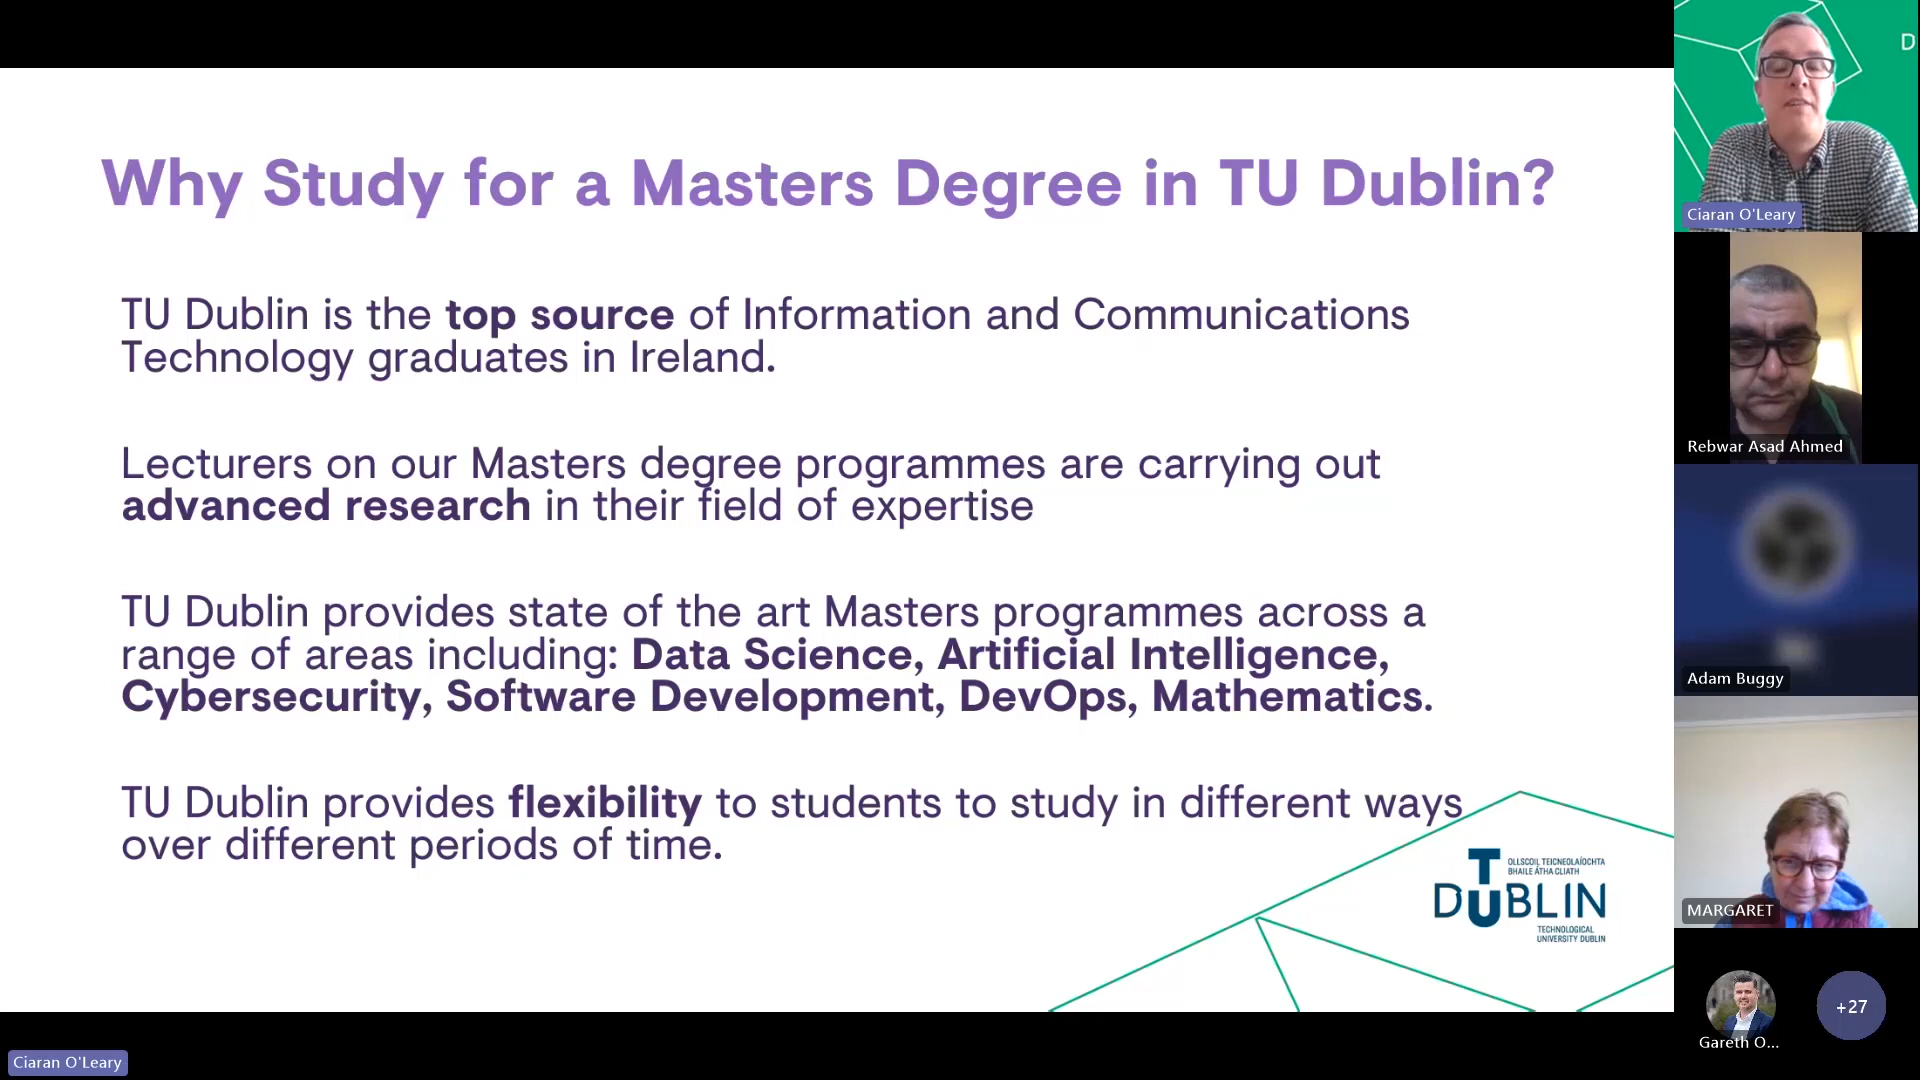 Why Study for a Masters Degree in TU Dublin?
TU Dublin is the top source of Information and Communications
Technology graduates in Ireland.
Lecturers on our Masters degree programmes are carrying out
advanced research in their field of expertise
TU Dublin provides state of the art Masters programmes across a
range of areas including: Data Science, Artificial Intelligence,
Cybersecurity, Software Development, DevOps, Mathematics.
TU Dublin provides flexibility to students to study in different ways
over different periods of time.
OLLSCOIL TEICNEOLAÍOCHTA
BHAILE ÁTHA CLIATH
TU DUBLIN
TECHNOLOGICAL
UNIVERSITY DUBLIN
Ciaran O'Leary
D
Ciaran O'Leary
Rebwar Asad Ahmed
Adam Buggy
MARGARET
Gareth O...
+27